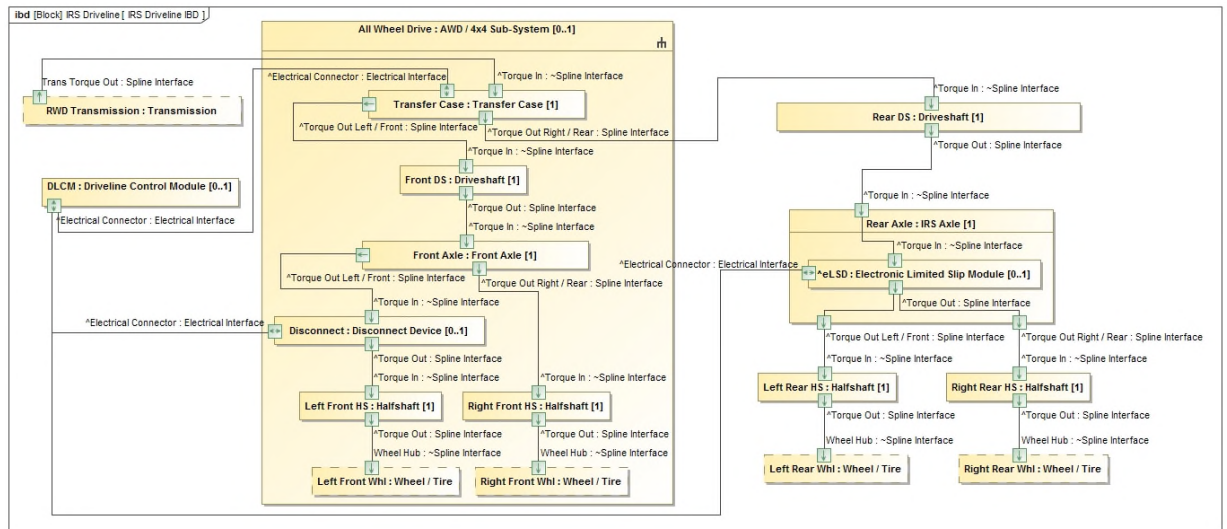 ibd [Block] IRS Driveline [ IRS Driveline IBD ]
All Wheel Drive : AWD / 4x4 Sub-System [0..1]
Trans Torque Out : Spline Interface
^Electrical Connector : Electrical Interface
^Torque In : ~Spline Interface
^Torque In : ~Spline Interface
RWD Transmission : Transmission
Transfer Case : Transfer Case [1]
Rear DS : Driveshaft [1]
^Torque Out Left / Front : Spline Interface
^Torque Out Right / Rear : Spline Interface
^Torque Out : Spline Interface
^Torque In : ~Spline Interface
Front DS : Driveshaft [1]
DLCM : Driveline Control Module [0..1]
^Torque In : ~Spline Interface
^Torque Out : Spline Interface
^Electrical Connector : Electrical Interface
^Torque In : ~Spline Interface
Rear Axle : IRS Axle [1]
Front Axle : Front Axle [1]
^Torque In : ~Spline Interface
^Electrical Connector : Electrical Interface
^eLSD : Electronic Limited Slip Module [0..1]
^Torque Out Left / Front : Spline Interface
^Torque Out Right / Rear : Spline Interface
^Torque In : ~Spline Interface
^Torque Out : Spline Interface
^Electrical Connector : Electrical Interface
Disconnect : Disconnect Device [0..1]
^Torque Out Left / Front : Spline Interface
^Torque Out Right / Rear : Spline Interface
^Torque Out : Spline Interface
^Torque In : ~Spline Interface
^Torque In : ~Spline Interface
^Torque In : ~Spline Interface
^Torque In : ~Spline Interface
Left Rear HS : Halfshaft [1]
Right Rear HS : Halfshaft [1]
Left Front HS : Halfshaft [1]
Right Front HS : Halfshaft [1]
^Torque Out : Spline Interface
^Torque Out : Spline Interface
^Torque Out : Spline Interface
^Torque Out : Spline Interface
Wheel Hub : ~Spline Interface
Wheel Hub : ~Spline Interface
Wheel Hub : ~Spline Interface
Wheel Hub : ~Spline Interface
Left Rear Whl : Wheel / Tire
Right Rear Whl : Wheel / Tire
Left Front Whl : Wheel / Tire
Right Front Whl : Wheel / Tire